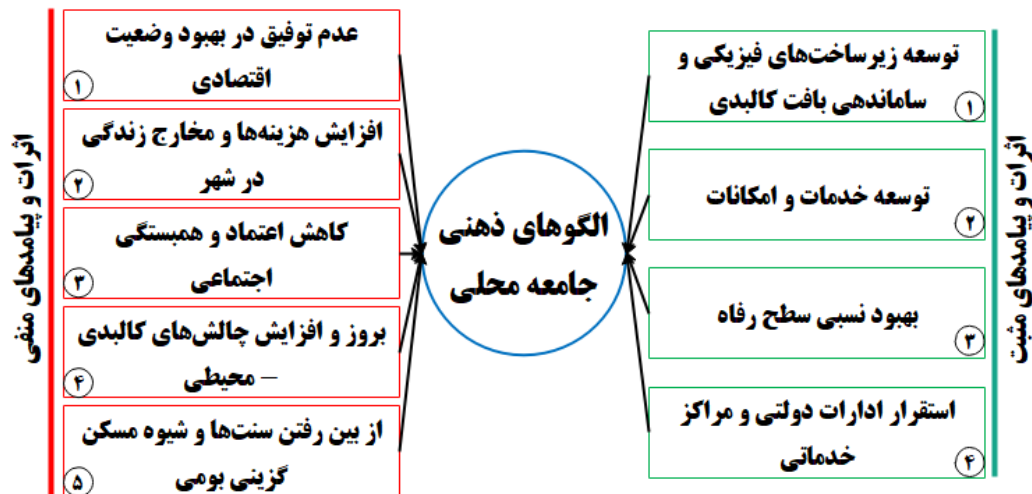 اثرات و پیامدهای مثبت
توسعه زیرساخت‌های فیزیکی و
ساماندهی بافت کالبدی
۱
توسعه خدمات و امکانات
۲
بهبود نسبی سطح رفاه
۳
استقرار ادارات دولتی و مراکز
خدماتی
۴
الگوهای ذهنی
جامعه محلی
عدم توفیق در بهبود وضعیت
اقتصادی
۱
افزایش هزینه‌ها و مخارج زندگی
در شهر
۲
کاهش اعتماد و همبستگی
اجتماعی
۳
بروز و افزایش چالش‌های کالبدی
– محیطی
۴
از بین رفتن سنت‌ها و شیوه مسکن
گزینی بومی
۵
اثرات و پیامدهای منفی